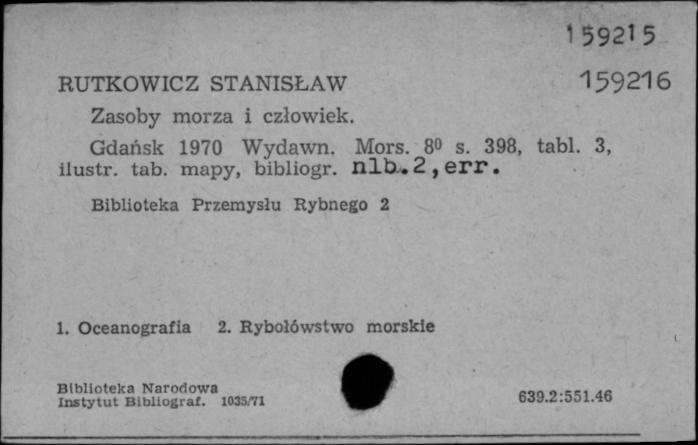 159215
RUTKOWICZ STANISŁAW 159216
Zasoby morza i człowiek.
Gdańsk 1970 Wydawn. Mors. 8⁰ s. 398, tabl. 3,
ilustr. tab. mapy, bibliogr. nlb.2,err.
Biblioteka Przemysłu Rybnego 2
1. Oceanografia 2. Rybołówstwo morskie
Biblioteka Narodowa
Instytut Bibliograf. 1035/71 639.2:551.46